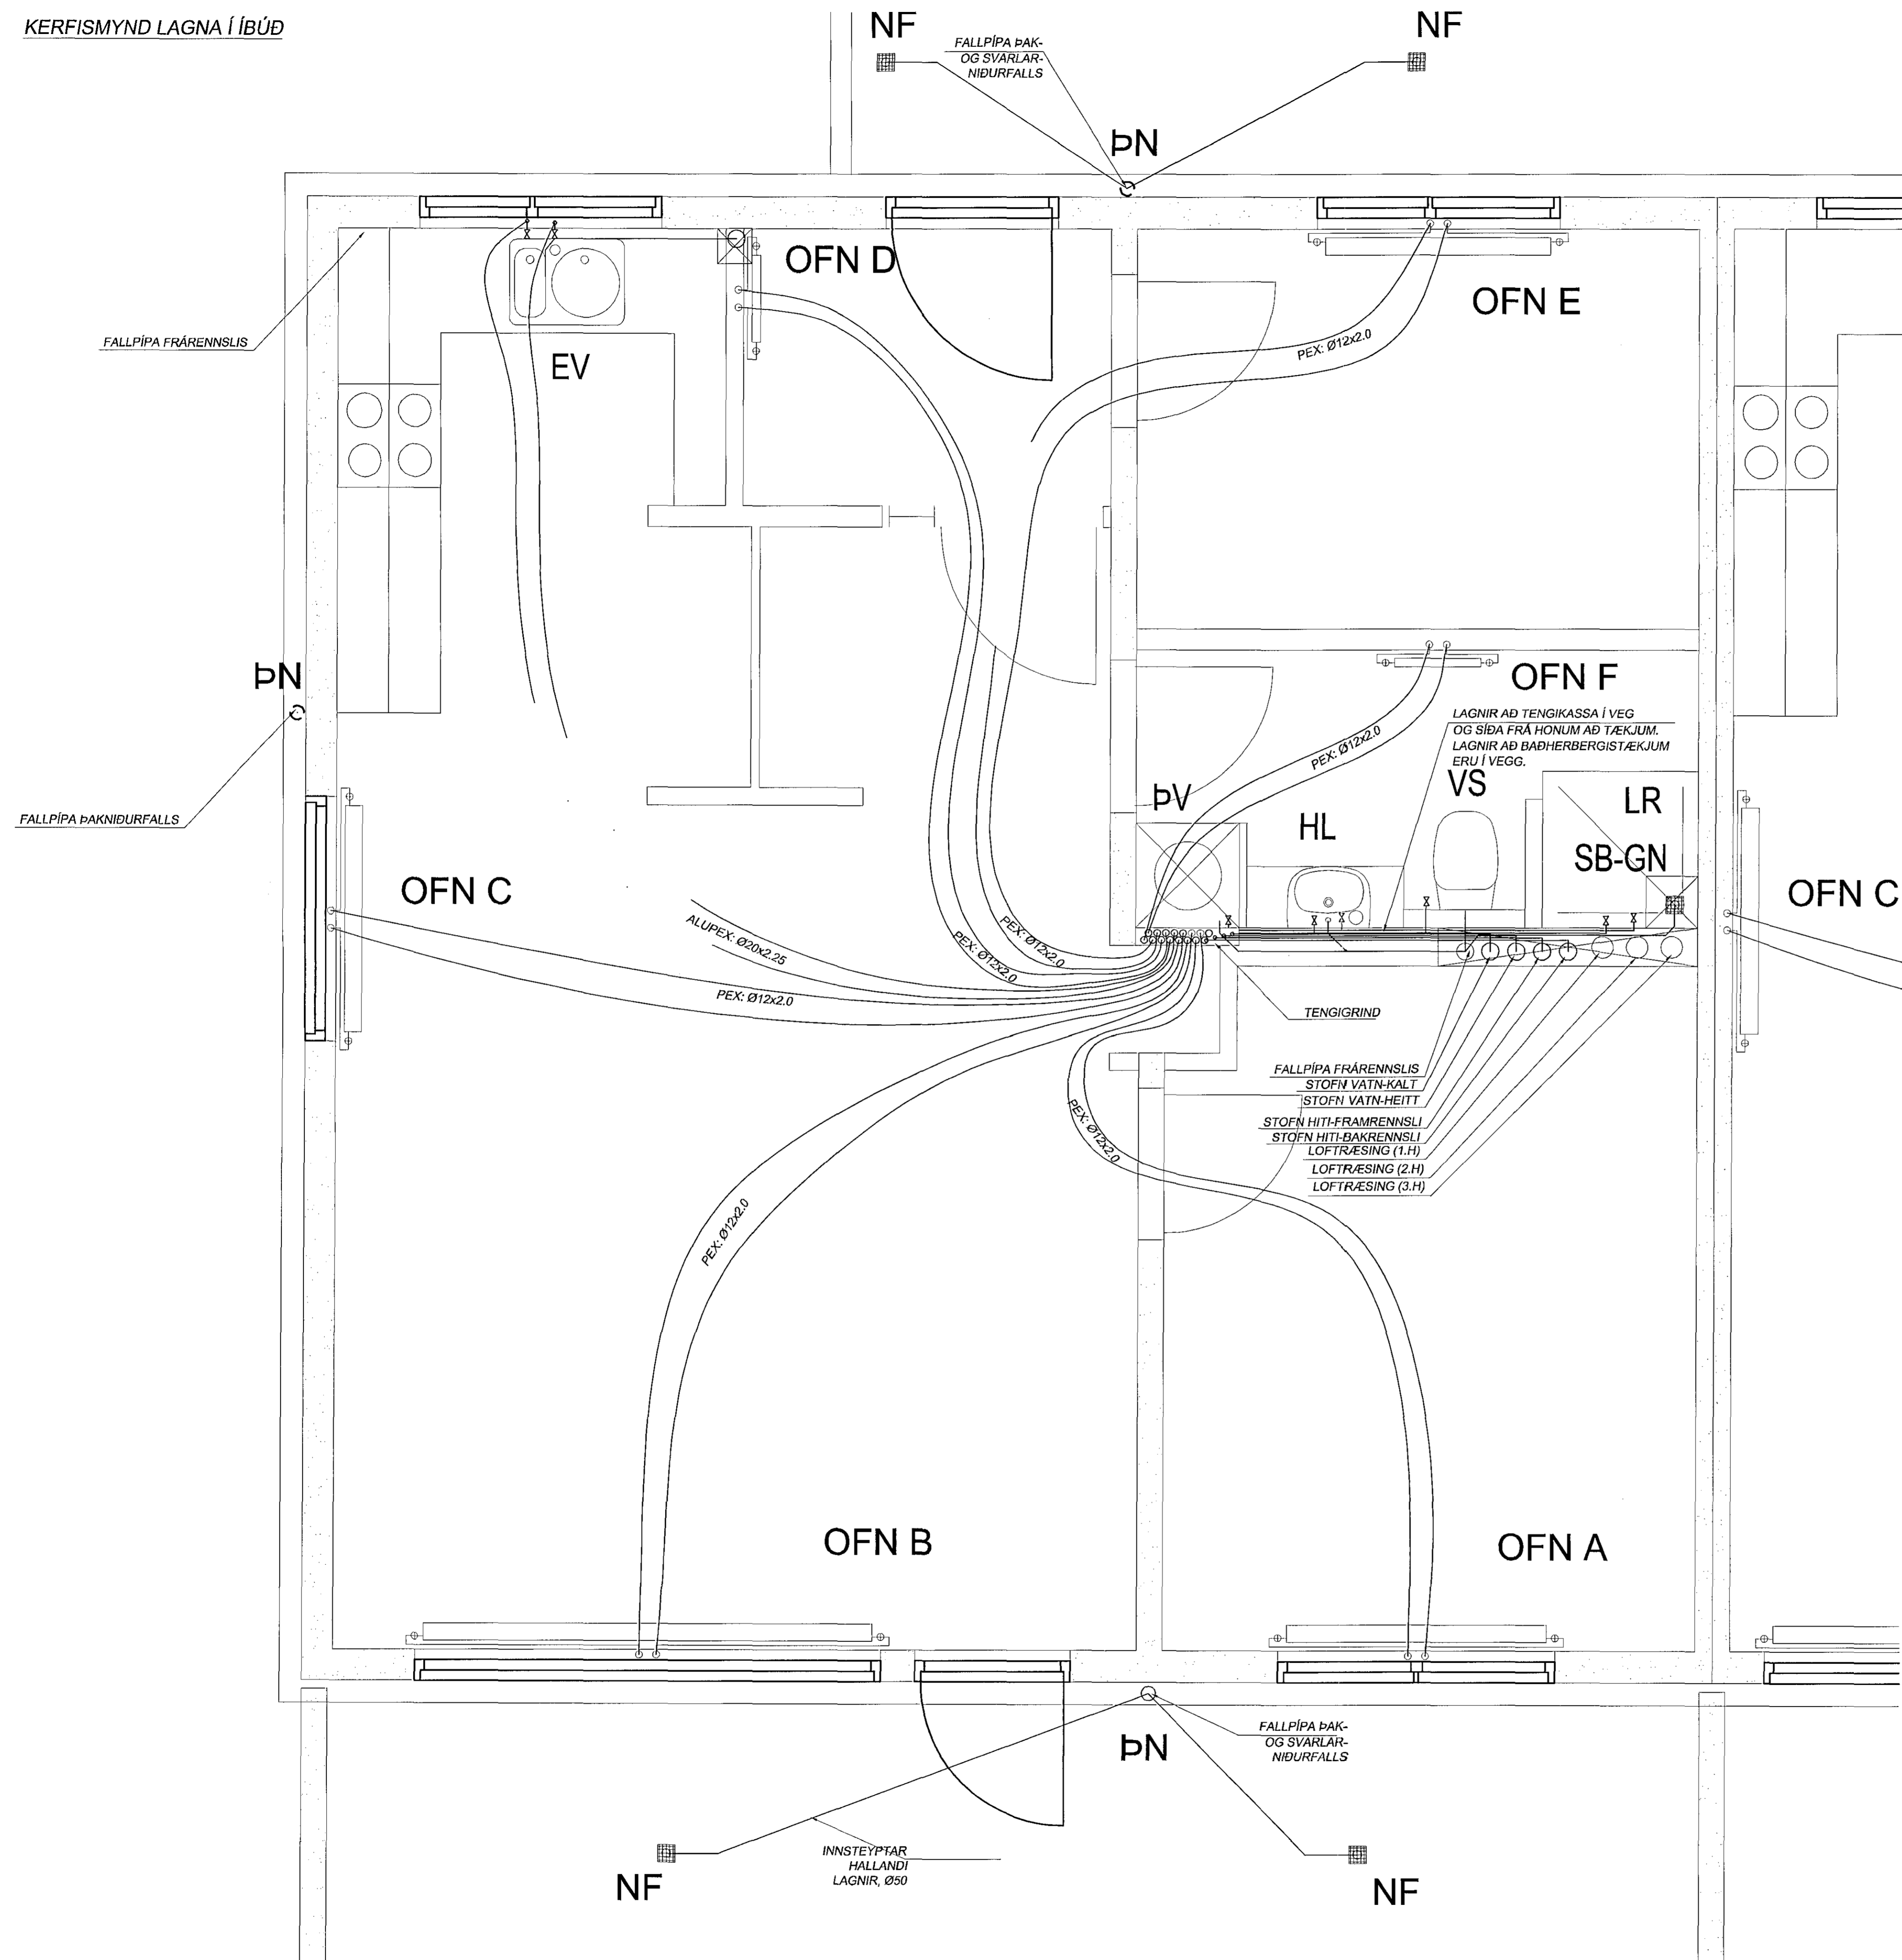 KERFISMYND LAGNA Í ÍBÚÐ
NF
NF
FALLPÍPA ÞAK-
OG SVARLAR-
NIÐURFALLS
ÞN
OFN D
OFN E
FALLPÍPA FRÁRENNSLIS
EV
PEX: Ø12x2.0
ÞN
OFN F
LAGNIR AÐ TENGIKASSA Í VEG
OG SÍÐA FRÁ HONUM AÐ TÆKJUM.
LAGNIR AÐ BAÐHERBERGISTÆKJUM
ERU Í VEGG.
PEX: Ø12x2.0
VS
ÞV
LR
HL
FALLPÍPA ÞAKNIÐURFALLS
SB-GN
OFN C
OFN C
ALUPEX: Ø20x2.25
PEX: Ø12x2.0
PEX: Ø12x2.0
PEX: Ø12x2.0
TENGIGRIND
FALLPÍPA FRÁRENNSLIS
STOFN VATN-KALT
STOFN VATN-HEITT
STOFN HITI-FRAMRENNSLI
STOFN HITI-BAKRENNSLI
LOFTRÆSING (1.H)
LOFTRÆSING (2.H)
LOFTRÆSING (3.H)
PEX: Ø12x2.0
PEX: Ø12x2.0
OFN B
OFN A
FALLPÍPA ÞAK-
OG SVARLAR-
NIÐURFALLS
ÞN
INNSTEYPTAR
HALLANDI
LAGNIR, Ø50
NF
NF